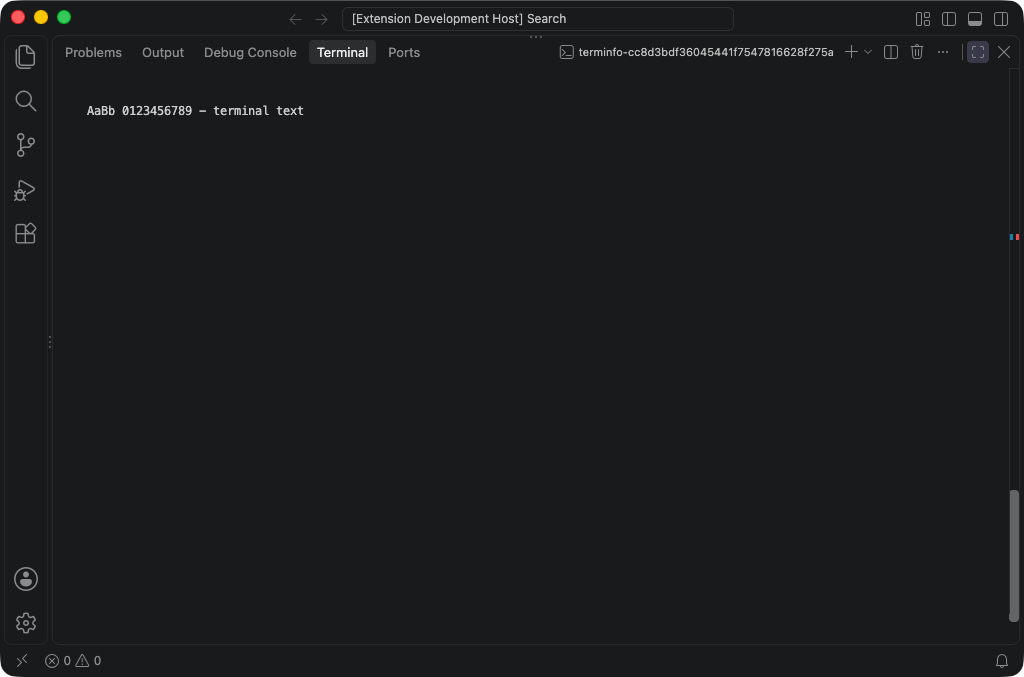 [Extension Development Host] Search
Problems Output Debug Console Terminal Ports terminfo-cc8d3bdf36045441f7547816628f275a
AaBb 0123456789 − terminal text
0 0